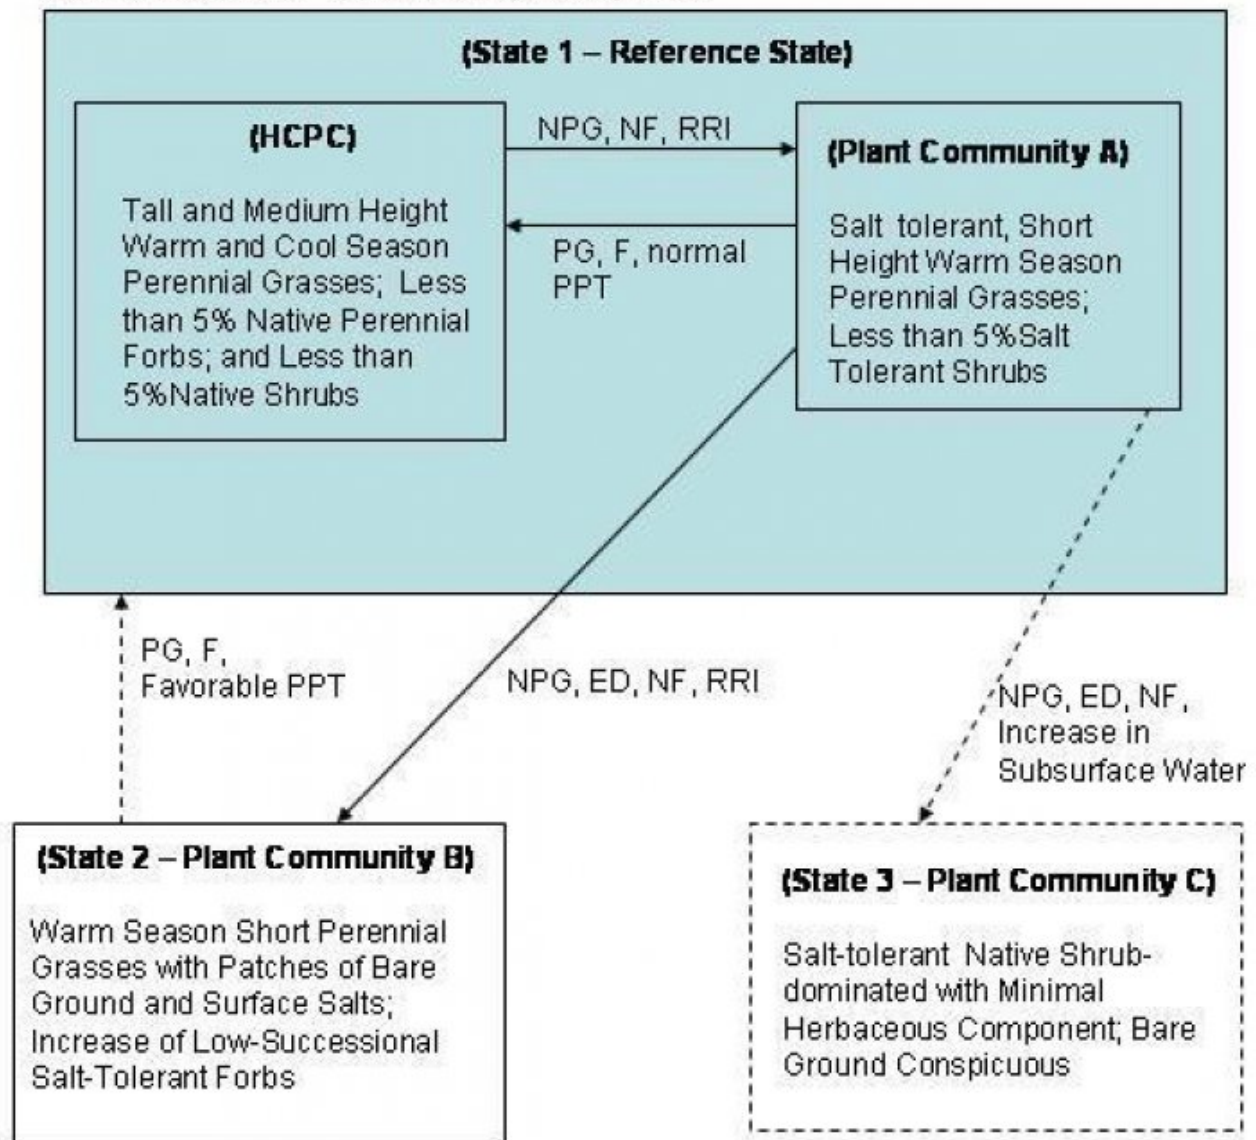 (State 1 – Reference State)
(HCPC)
Tall and Medium Height
Warm and Cool Season
Perennial Grasses; Less
than 5% Native Perennial
Forbs; and Less than
5%Native Shrubs
NPG, NF, RRI
PG, F, normal
PPT
(Plant Community A)
Salt tolerant, Short
Height Warm Season
Perennial Grasses;
Less than 5%Salt
Tolerant Shrubs
PG, F,
Favorable PPT
NPG, ED, NF, RRI
NPG, ED, NF,
Increase in
Subsurface Water
(State 2 – Plant Community B)
Warm Season Short Perennial
Grasses with Patches of Bare
Ground and Surface Salts;
Increase of Low-Successional
Salt-Tolerant Forbs
(State 3 – Plant Community C)
Salt-tolerant Native Shrub-
dominated with Minimal
Herbaceous Component; Bare
Ground Conspicuous